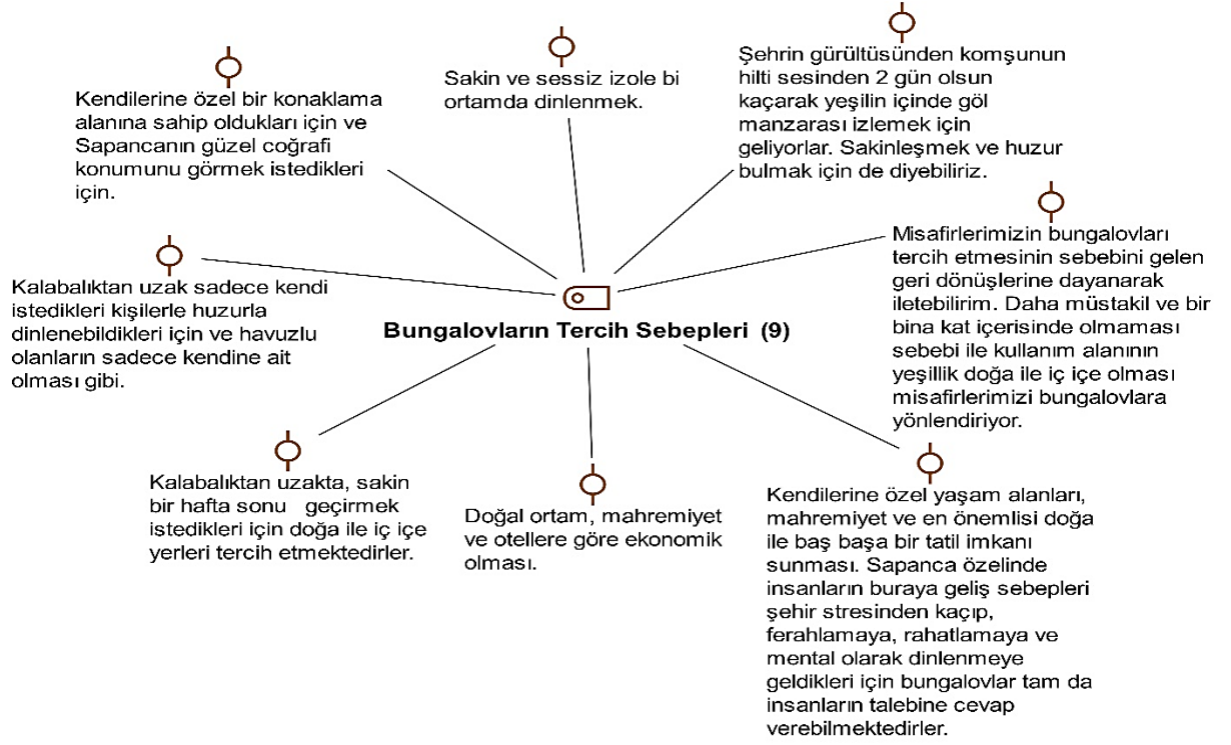 Kendilerine özel bir konaklama
alanına sahip oldukları için ve
Sapancanın güzel coğrafi
konumunu görmek istedikleri
için.
Sakin ve sessiz izole bi
ortamda dinlenmek.
Şehrin gürültüsünden komşunun
hilti sesinden 2 gün olsun
kaçarak yeşilin içinde göl
manzarası izlemek için
geliyorlar. Sakinleşmek ve huzur
bulmak için de diyebiliriz.
Kalabalıktan uzak sadece kendi
istedikleri kişilerle huzurla
dinlenebildikleri için ve havuzlu
olanların sadece kendine ait
olması gibi.
Bungalovların Tercih Sebepleri (9)
Misafirlerimizin bungalovları
tercih etmesinin sebebini gelen
geri dönüşlerine dayanarak
iletebilirim. Daha müstakil ve bir
bina kat içerisinde olmaması
sebebi ile kullanım alanının
yeşillik doğa ile iç içe olması
misafirlerimizi bungalovlara
yönlendiriyor.
Kalabalıktan uzakta, sakin
bir hafta sonu geçirmek
istedikleri için doğa ile iç içe
yerleri tercih etmektedirler.
Doğal ortam, mahremiyet
ve otellere göre ekonomik
olması.
Kendilerine özel yaşam alanları,
mahremiyet ve en önemlisi doğa
ile baş başa bir tatil imkanı
sunması. Sapanca özelinde
insanların buraya geliş sebepleri
şehir stresinden kaçıp,
ferahlamaya, rahatlamaya ve
mental olarak dinlenmeye
geldikleri için bungalovlar tam da
insanların talebine cevap
verebilmektedirler.